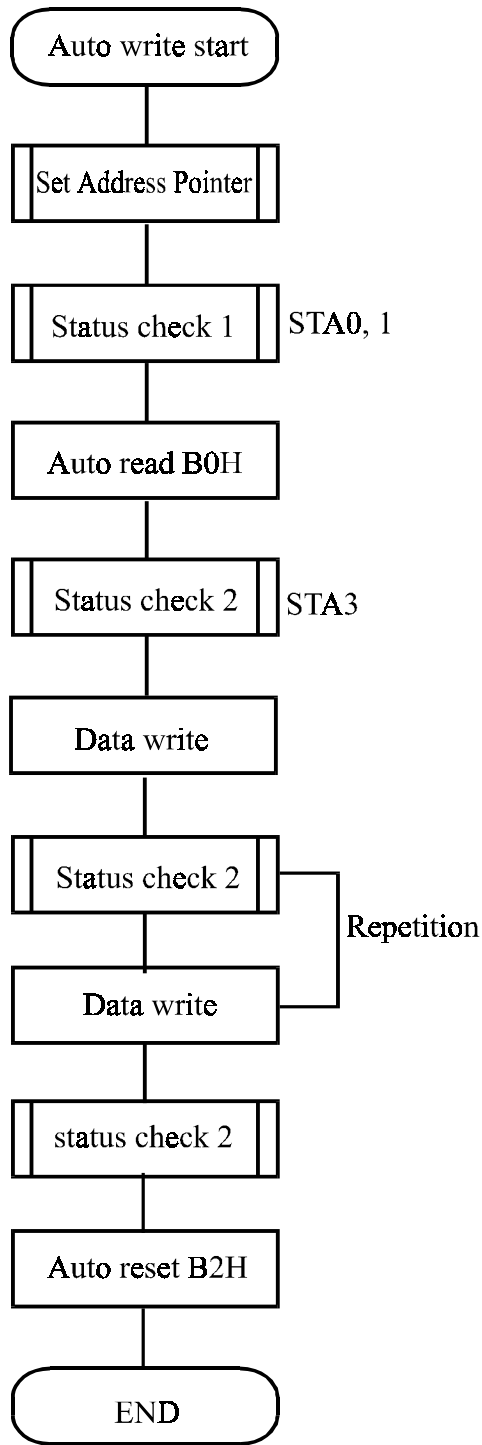 Auto write start
Set Address Pointer
Status check 1
STA0, 1
Auto read B0H
Status check 2
STA3
Data write
Status check 2
Repetition
Data write
status check 2
Auto reset B2H
END